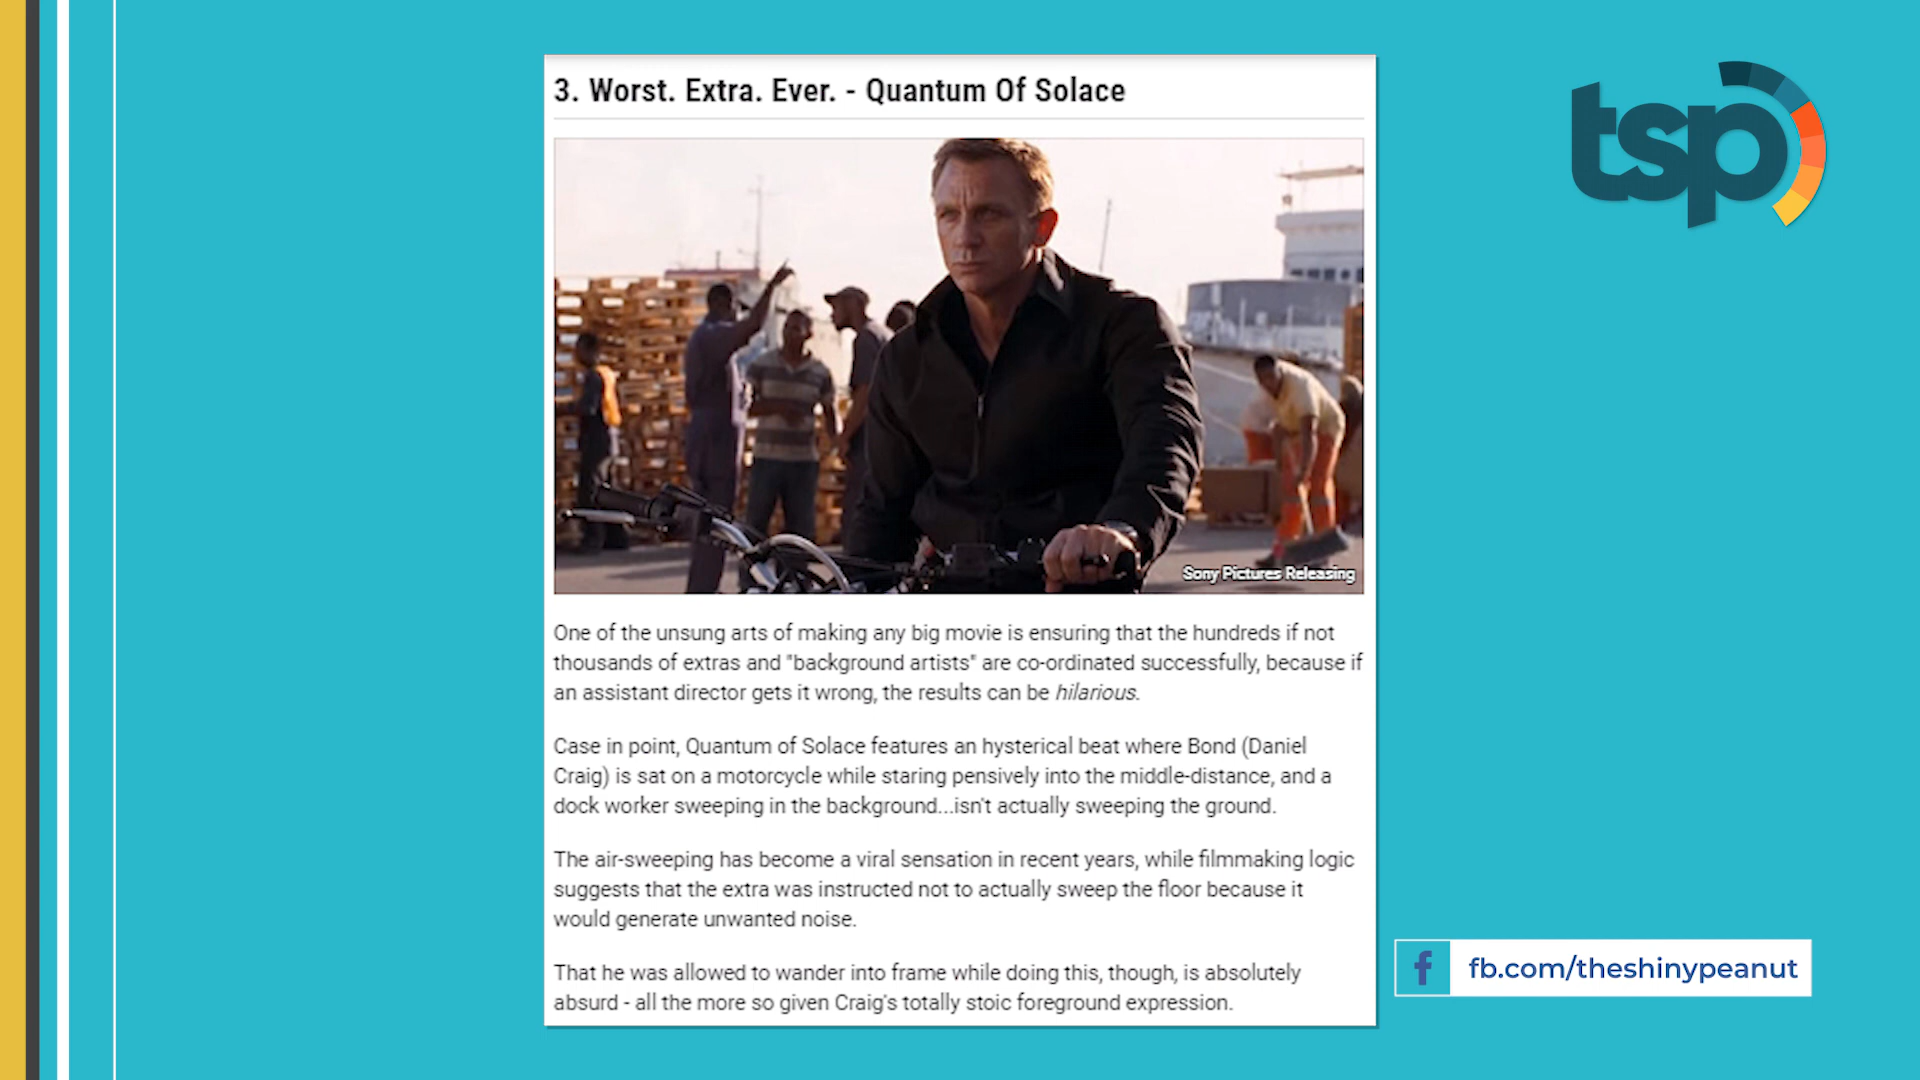 3. Worst. Extra. Ever. - Quantum Of Solace
tsp
Sony Pictures Releasing
One of the unsung arts of making any big movie is ensuring that the hundreds if not
thousands of extras and "background artists" are co-ordinated successfully, because if
an assistant director gets it wrong, the results can be hilarious.
Case in point, Quantum of Solace features an hysterical beat where Bond (Daniel
Craig) is sat on a motorcycle while staring pensively into the middle-distance, and a
dock worker sweeping in the background...isn't actually sweeping the ground.
The air-sweeping has become a viral sensation in recent years, while filmmaking logic
suggests that the extra was instructed not to actually sweep the floor because it
would generate unwanted noise.
That he was allowed to wander into frame while doing this, though, is absolutely
absurd - all the more so given Craig's totally stoic foreground expression.
f fb.com/theshinypeanut